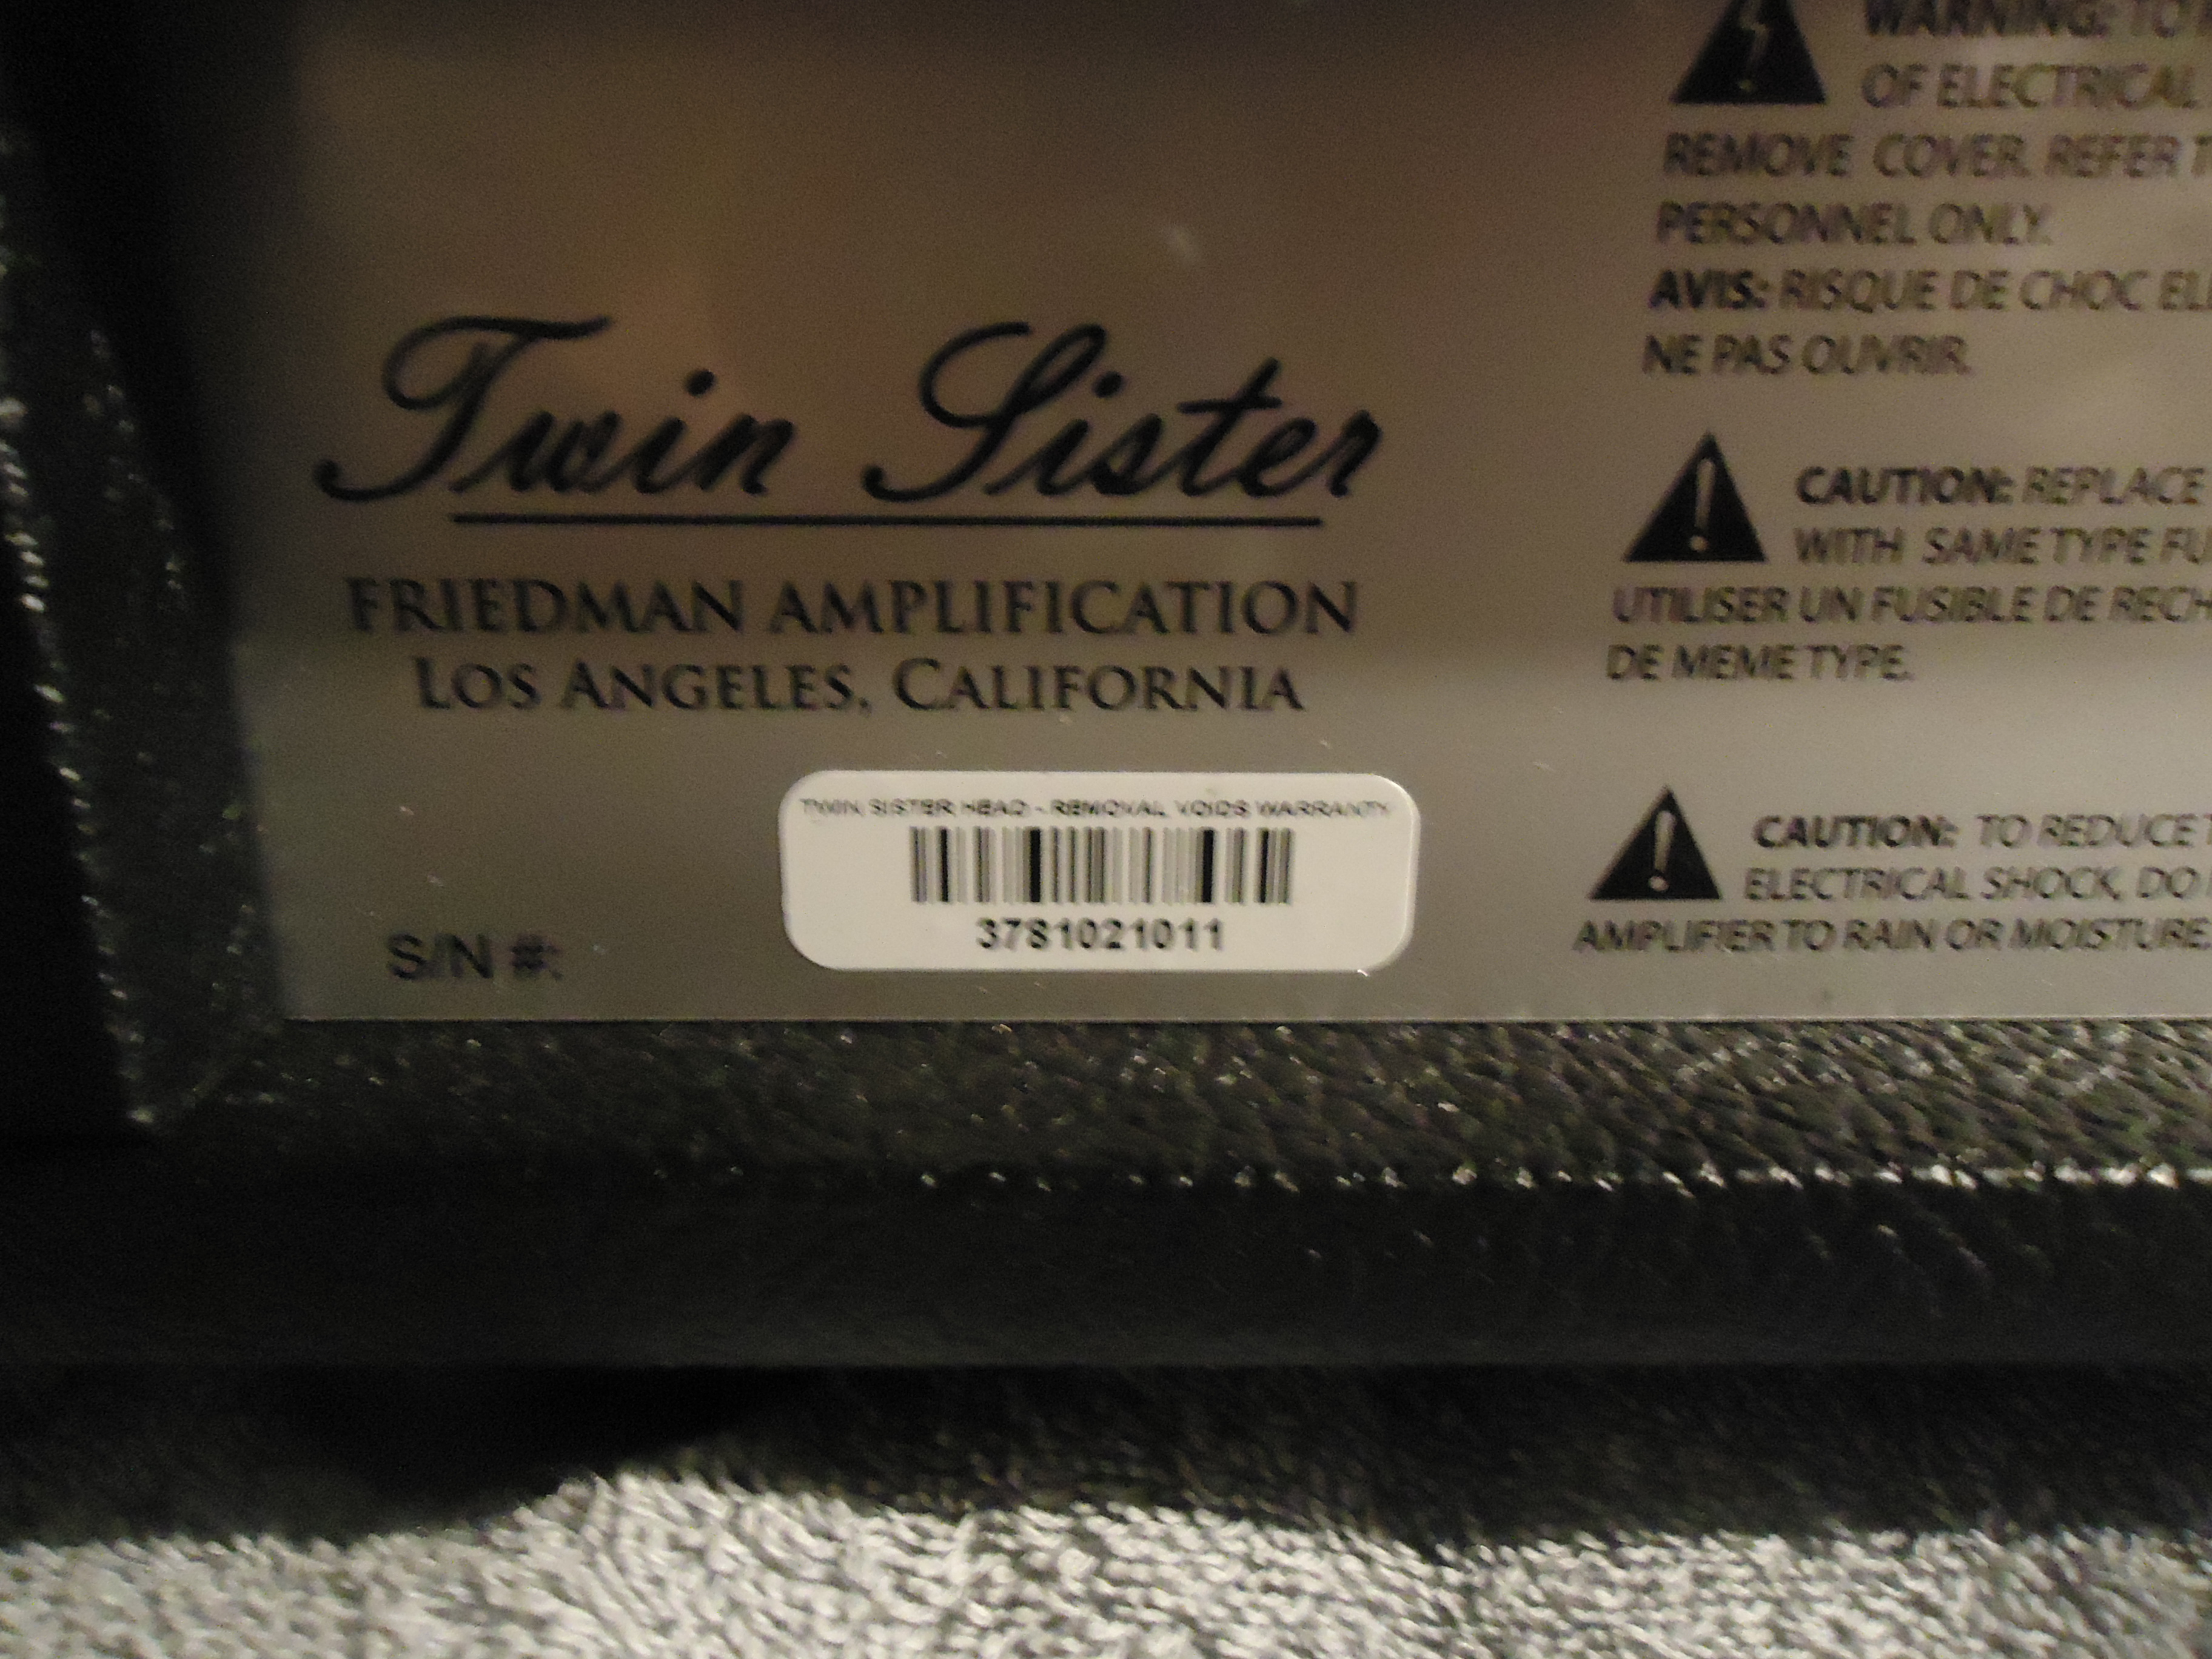 Twin Sister
FRIEDMAN AMPLIFICATION
LOS ANGELES, CALIFORNIA
TWIN SISTER HEAD - REMOVAL VOIDS WARRANTY
3781021011
S/N #:
WARNING: TO
OF ELECTRICAL
REMOVE COVER. REFER
PERSONNEL ONLY.
AVIS: RISQUE DE CHOC
NE PAS OUVRIR.
CAUTION: REPLACE
WITH SAME TYPE
UTILISER UN FUSIBLE DE
DE MEME TYPE.
CAUTION: TO REDUCE
ELECTRICAL SHOCK, DO
AMPLIFIER TO RAIN OR MOISTURE